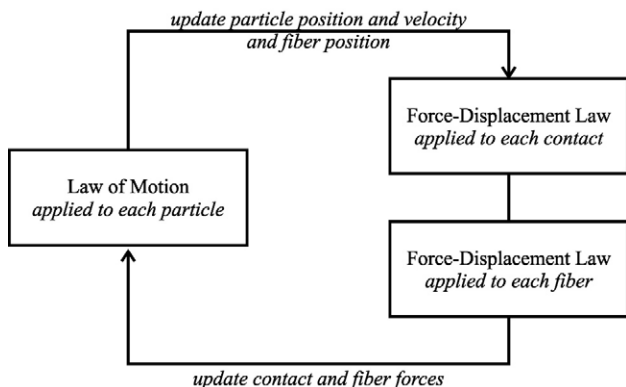 update particle position and velocity
and fiber position
Force-Displacement Law
applied to each contact
Law of Motion
applied to each particle
Force-Displacement Law
applied to each fiber
update contact and fiber forces